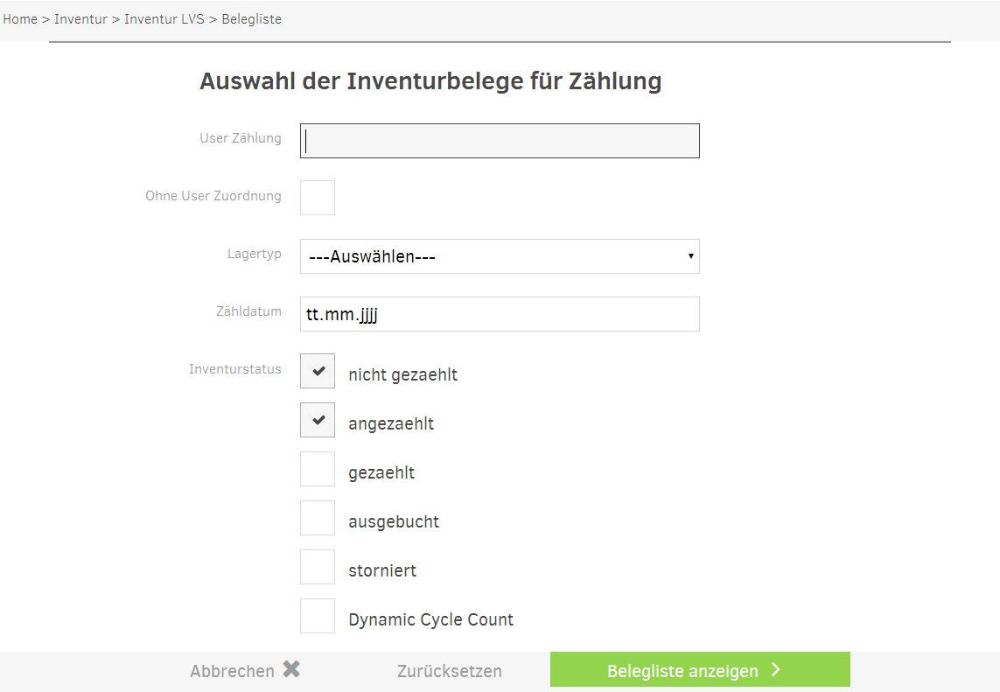 Home > Inventur > Inventur LVS > Belegliste
Auswahl der Inventurbelege für Zählung
User Zählung
Ohne User Zuordnung
Lagertyp ---Auswählen---
Zähldatum tt.mm.jjjj
Inventurstatus nicht gezaehlt
angezaehlt
gezaehlt
ausgebucht
storniert
Dynamic Cycle Count
Abbrechen Zurücksetzen Belegliste anzeigen